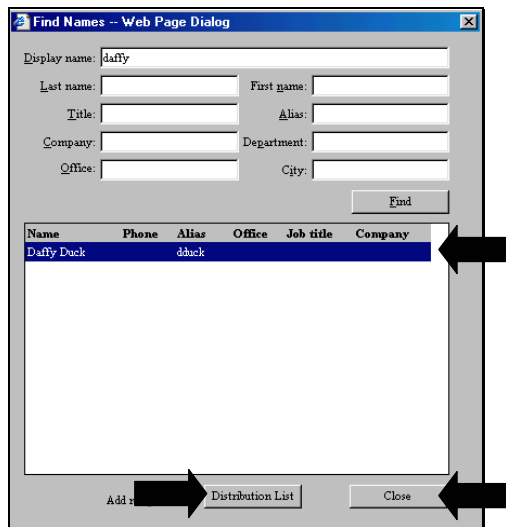 Find Names -- Web Page Dialog
Display name: daffy
Last name: First name:
Title: Alias:
Company: Department:
Office: City:
Find
Name Phone Alias Office Job title Company
Daffy Duck dduck
Add Distribution List Close